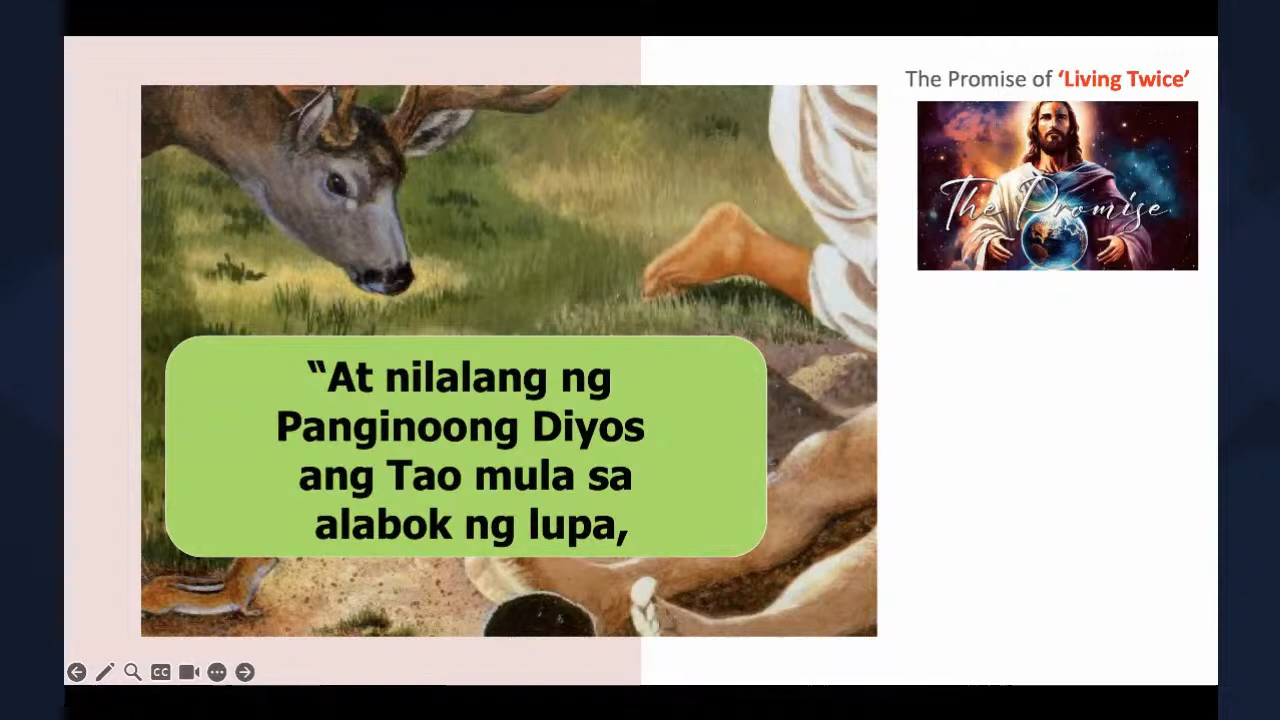 The Promise of ‘Living Twice’
The Promise
“At nilalang ng
Panginoong Diyos
ang Tao mula sa
alabok ng lupa,
CC